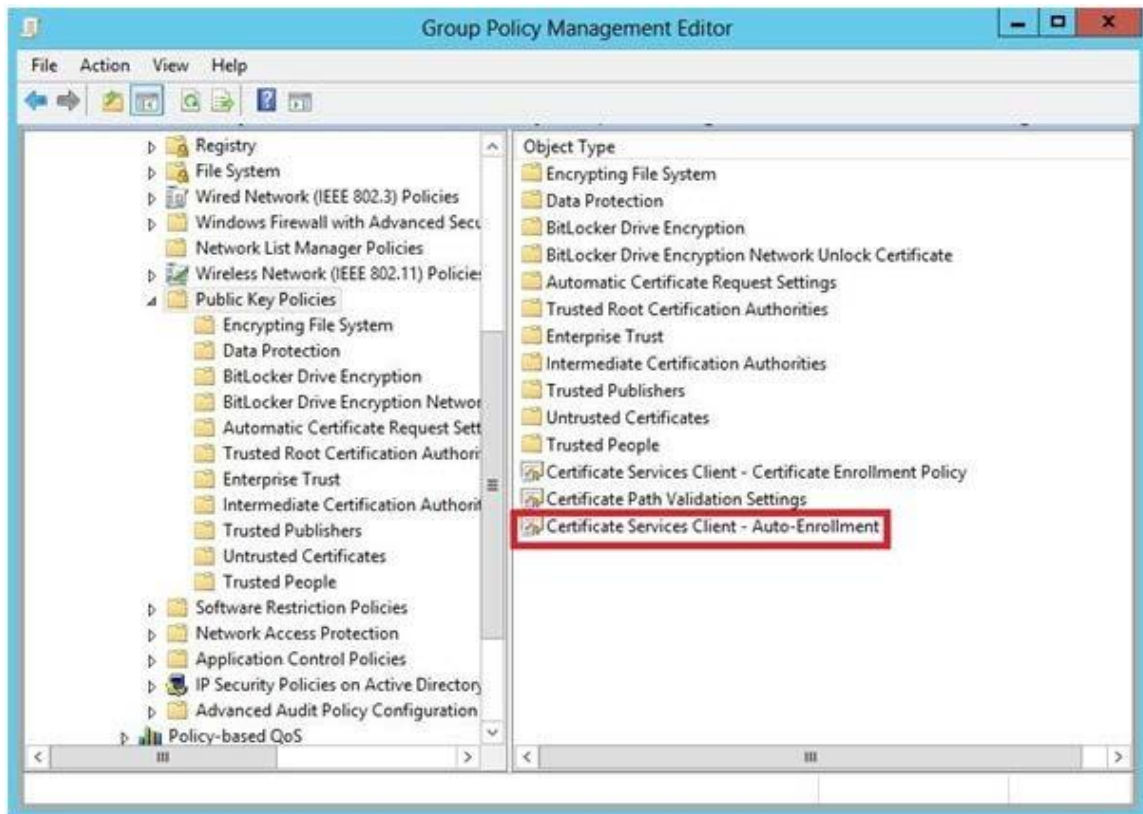 Group Policy Management Editor
File Action View Help
Registry
File System
Wired Network (IEEE 802.3) Policies
Windows Firewall with Advanced Secu
Network List Manager Policies
Wireless Network (IEEE 802.11) Policies
Public Key Policies
Encrypting File System
Data Protection
BitLocker Drive Encryption
BitLocker Drive Encryption Networ
Automatic Certificate Request Sett
Trusted Root Certification Authori
Enterprise Trust
Intermediate Certification Authorit
Trusted Publishers
Untrusted Certificates
Trusted People
Software Restriction Policies
Network Access Protection
Application Control Policies
IP Security Policies on Active Directory
Advanced Audit Policy Configuration
Policy-based QoS
Object Type
Encrypting File System
Data Protection
BitLocker Drive Encryption
BitLocker Drive Encryption Network Unlock Certificate
Automatic Certificate Request Settings
Trusted Root Certification Authorities
Enterprise Trust
Intermediate Certification Authorities
Trusted Publishers
Untrusted Certificates
Trusted People
Certificate Services Client - Certificate Enrollment Policy
Certificate Path Validation Settings
Certificate Services Client - Auto-Enrollment